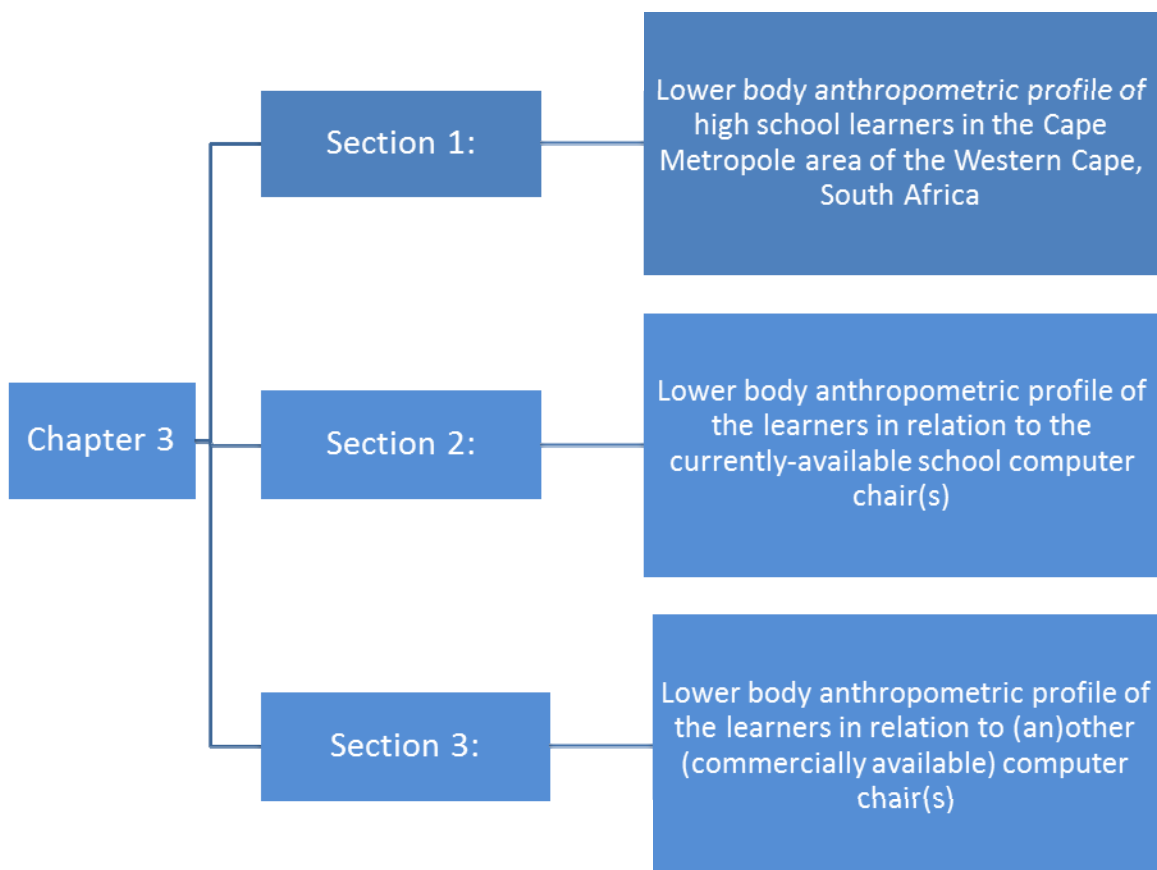 Chapter 3
Section 1:
Lower body anthropometric profile of
high school learners in the Cape
Metropole area of the Western Cape,
South Africa
Section 2:
Lower body anthropometric profile of
the learners in relation to the
currently-available school computer
chair(s)
Section 3:
Lower body anthropometric profile of
the learners in relation to (an)other
(commercially available) computer
chair(s)